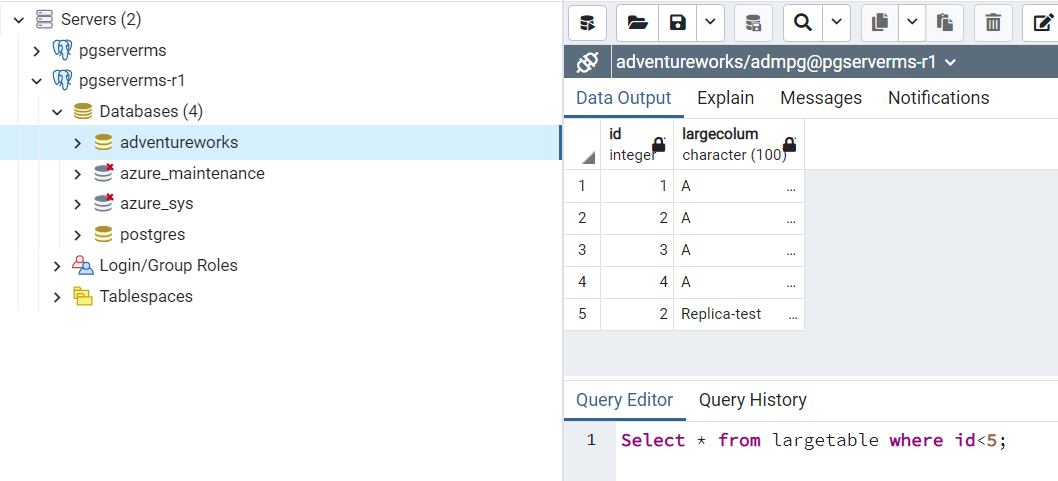 Servers (2)
pgserverms
pgserverms-r1
Databases (4)
adventureworks
azure_maintenance
azure_sys
postgres
Login/Group Roles
Tablespaces
adventureworks/admpg@pgserverms-r1
Data Output Explain Messages Notifications
id largecolum
integer character (100)
1 1 A ...
2 2 A ...
3 3 A ...
4 4 A ...
5 2 Replica-test ...
Query Editor Query History
1 Select * from largetable where id<5;